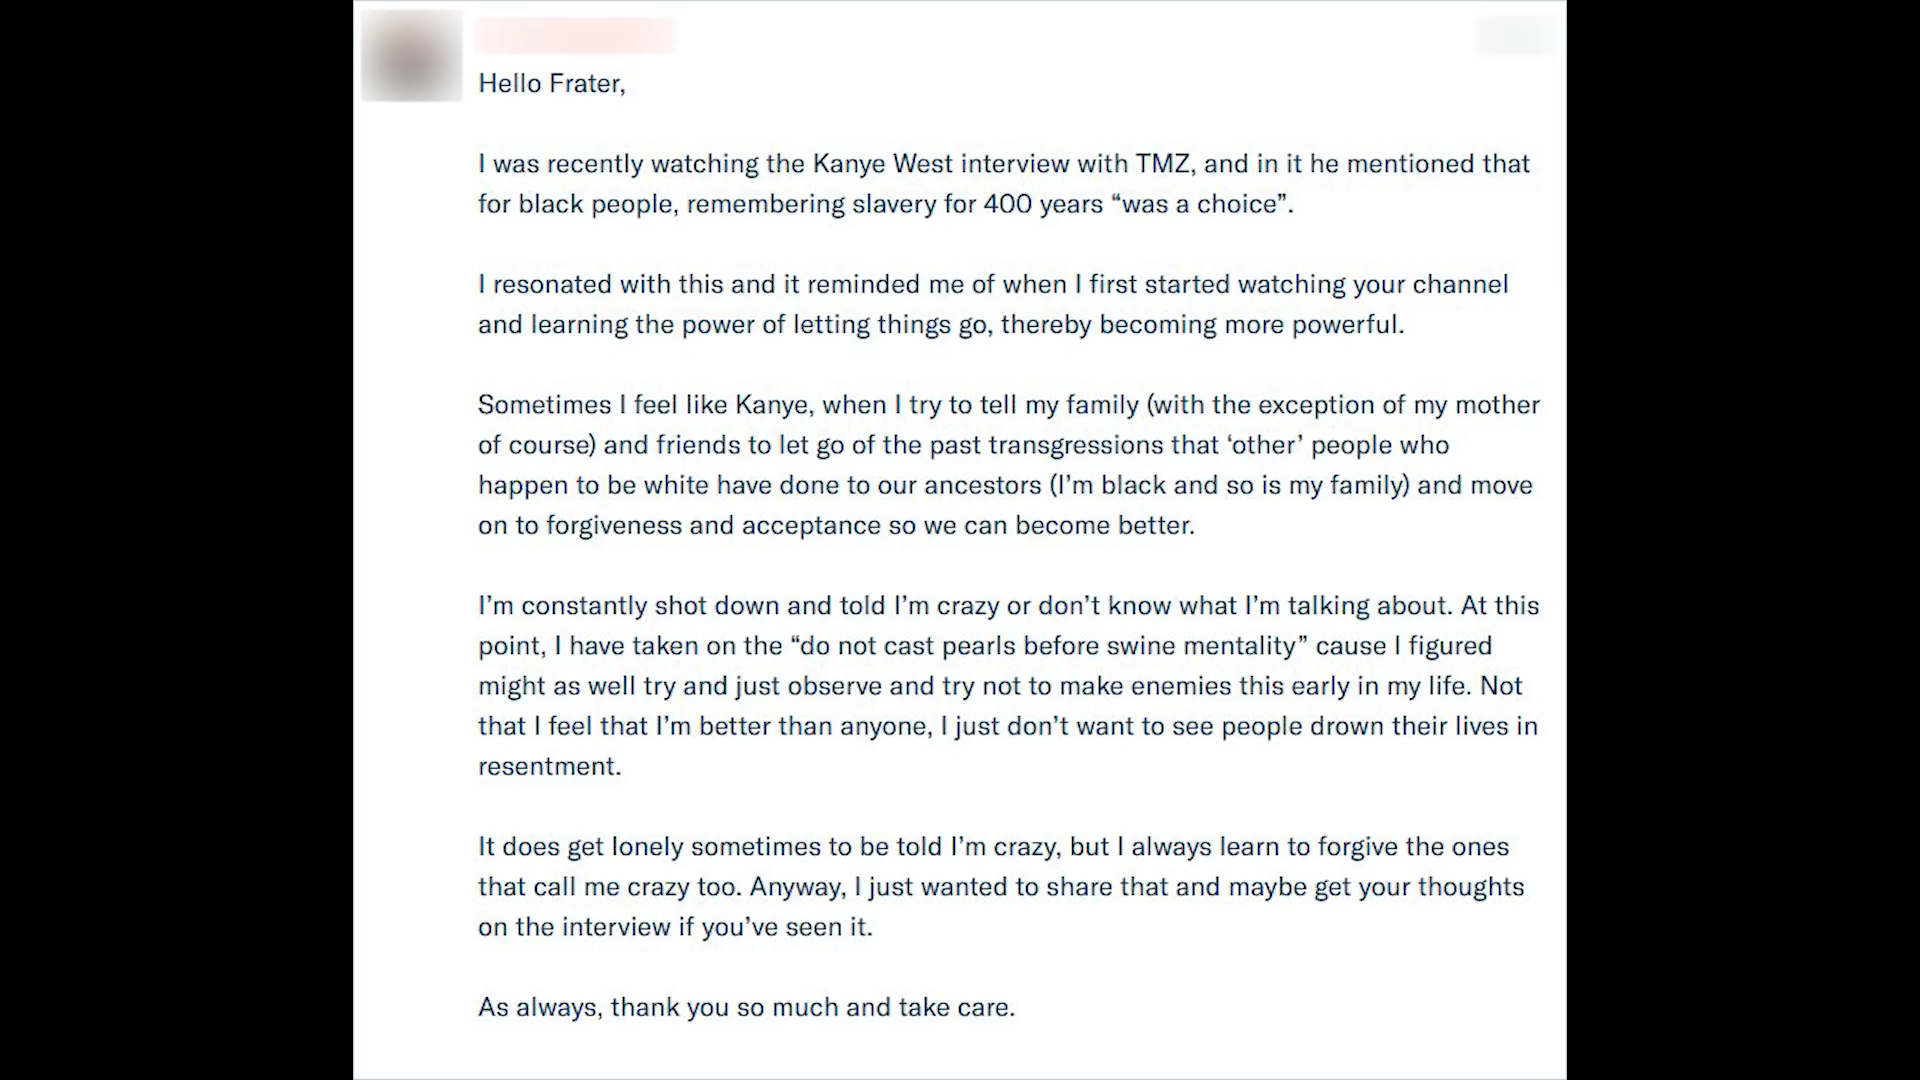 Hello Frater,
I was recently watching the Kanye West interview with TMZ, and in it he mentioned that
for black people, remembering slavery for 400 years “was a choice”.
I resonated with this and it reminded me of when I first started watching your channel
and learning the power of letting things go, thereby becoming more powerful.
Sometimes I feel like Kanye, when I try to tell my family (with the exception of my mother
of course) and friends to let go of the past transgressions that ‘other’ people who
happen to be white have done to our ancestors (I’m black and so is my family) and move
on to forgiveness and acceptance so we can become better.
I’m constantly shot down and told I’m crazy or don’t know what I’m talking about. At this
point, I have taken on the “do not cast pearls before swine mentality” cause I figured
might as well try and just observe and try not to make enemies this early in my life. Not
that I feel that I’m better than anyone, I just don’t want to see people drown their lives in
resentment.
It does get lonely sometimes to be told I’m crazy, but I always learn to forgive the ones
that call me crazy too. Anyway, I just wanted to share that and maybe get your thoughts
on the interview if you’ve seen it.
As always, thank you so much and take care.